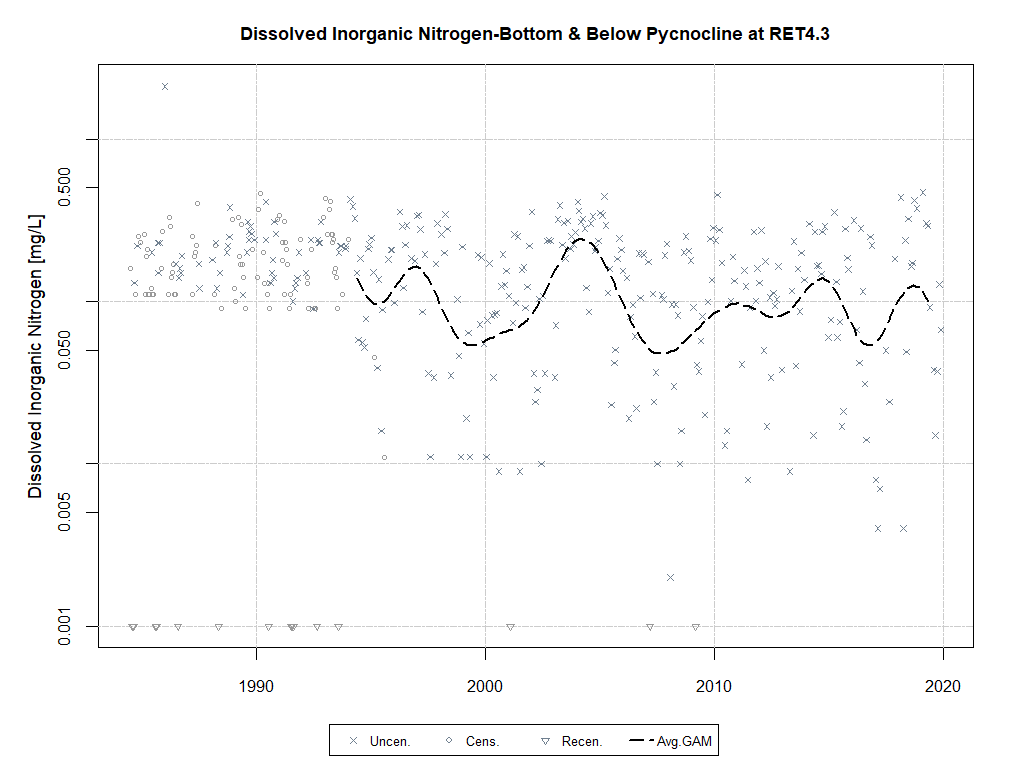 Dissolved Inorganic Nitrogen-Bottom & Below Pycnocline at RET4.3
Dissolved Inorganic Nitrogen [mg/L]
0.500
0.050
0.005
0.001
1990 2000 2010 2020
Uncen. Cens. Recen. Avg.GAM